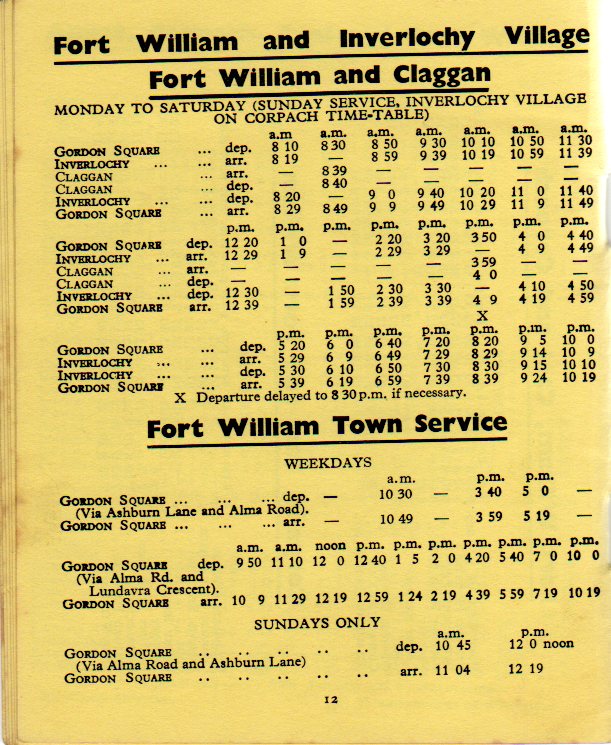 Fort William and Inverlochy Village
Fort William and Claggan
MONDAY TO SATURDAY (SUNDAY SERVICE, INVERLOCHY VILLAGE
ON CORPACH TIME-TABLE)
a.m a.m. a.m. a.m. a.m. a.m. a.m.
GORDON SQUARE ... dep. 8 10 8 30 8 50 9 30 10 10 10 50 11 30
INVERLOCHY ... ... arr. 8 19 — 8 59 9 39 10 19 10 59 11 39
CLAGGAN ... arr. — 8 39 — — — — —
CLAGGAN ... dep. — 8 40 — — — — —
INVERLOCHY ... ... dep. 8 20 — 9 0 9 40 10 20 11 0 11 40
GORDON SQUARE ... arr. 8 29 8 49 9 9 9 49 10 29 11 9 11 49
p.m. p.m. p.m. p.m. p.m. p.m. p.m. p.m.
GORDON SQUARE dep. 12 20 1 0 — 2 20 3 20 3 50 4 0 4 40
INVERLOCHY ... arr. 12 29 1 9 — 2 29 3 29 — 4 9 4 49
CLAGGAN ... arr. — — — — — 3 59 — —
CLAGGAN ... dep. — — — — — 4 0 — —
INVERLOCHY ... dep. 12 30 — 1 50 2 30 3 30 — 4 10 4 50
GORDON SQUARE arr. 12 39 — 1 59 2 39 3 39 4 9 4 19 4 59
X
p.m. p.m. p.m. p.m. p.m. p.m. p.m.
GORDON SQUARE ... dep. 5 20 6 0 6 40 7 20 8 20 9 5 10 0
INVERLOCHY ... ... arr. 5 29 6 9 6 49 7 29 8 29 9 14 10 9
INVERLOCHY ... ... dep. 5 30 6 10 6 50 7 30 8 30 9 15 10 10
GORDON SQUARE ... arr. 5 39 6 19 6 59 7 39 8 39 9 24 10 19
X Departure delayed to 8 30 p.m. if necessary.
Fort William Town Service
WEEKDAYS
a.m. p.m. p.m.
GORDON SQUARE ... ... ... dep. — 10 30 — 3 40 5 0 —
(Via Ashburn Lane and Alma Road).
GORDON SQUARE ... ... ... arr. — 10 49 — 3 59 5 19 —
a.m. a.m. noon p.m. p.m. p.m. p.m. p.m. p.m. p.m.
GORDON SQUARE dep. 9 50 11 10 12 0 12 40 1 5 2 0 4 20 5 40 7 0 10 0
(Via Alma Rd. and
Lundavra Crescent).
GORDON SQUARE arr. 10 9 11 29 12 19 12 59 1 24 2 19 4 39 5 59 7 19 10 19
SUNDAYS ONLY
a.m. p.m.
GORDON SQUARE .. .. .. .. .. dep. 10 45 12 0 noon
(Via Alma Road and Ashburn Lane)
GORDON SQUARE .. .. .. .. .. arr. 11 04 12 19
12